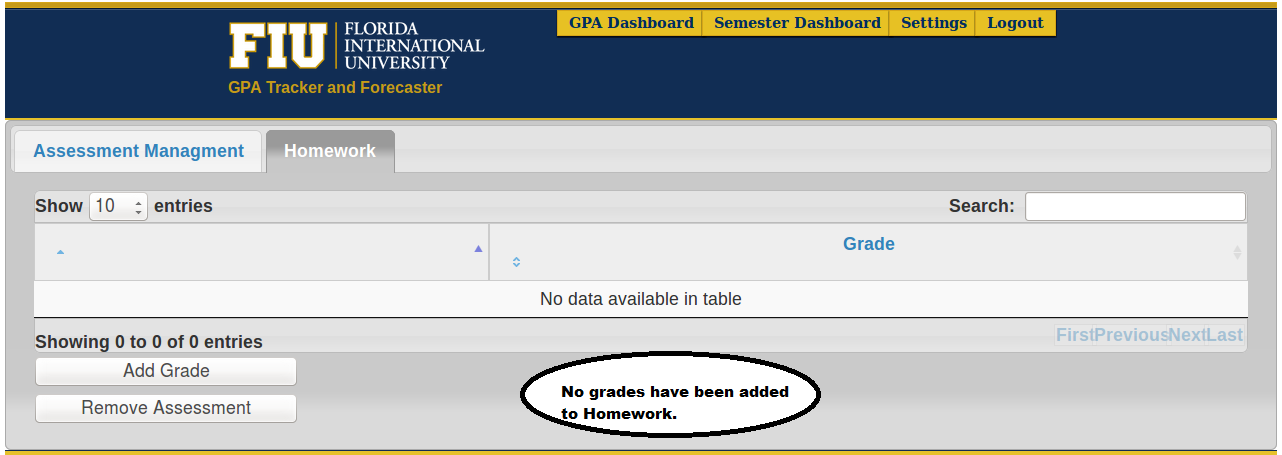 GPA Dashboard Semester Dashboard Settings Logout
FIU FLORIDA
INTERNATIONAL
UNIVERSITY
GPA Tracker and Forecaster
Assessment Managment Homework
Show 10 entries Search:
Grade
No data available in table
Showing 0 to 0 of 0 entries FirstPreviousNextLast
Add Grade
Remove Assessment
No grades have been added
to Homework.